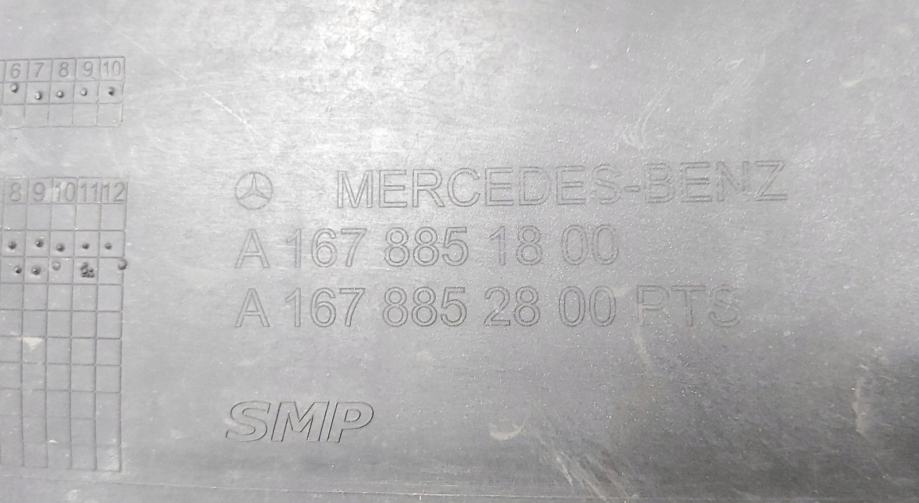 6 7 8 9 10
8 9 10 11 12
MERCEDES-BENZ
A 167 885 18 00
A 167 885 28 00 PTS
SMP